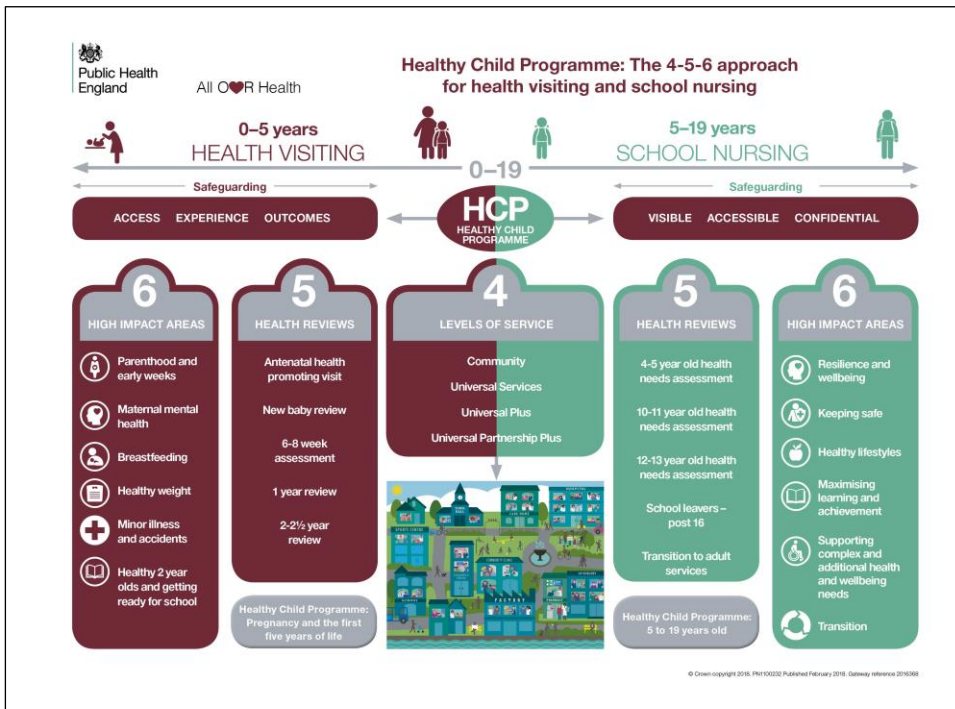 Public Health
England
All O♥R Health
Healthy Child Programme: The 4-5-6 approach
for health visiting and school nursing
0–5 years
HEALTH VISITING
5–19 years
SCHOOL NURSING
0–19
Safeguarding
Safeguarding
ACCESS EXPERIENCE OUTCOMES
HCP
HEALTHY CHILD
PROGRAMME
VISIBLE ACCESSIBLE CONFIDENTIAL
6
HIGH IMPACT AREAS
Parenthood and
early weeks
Maternal mental
health
Breastfeeding
Healthy weight
Minor illness
and accidents
Healthy 2 year
olds and getting
ready for school
5
HEALTH REVIEWS
Antenatal health
promoting visit
New baby review
6-8 week
assessment
1 year review
2-2½ year
review
Healthy Child Programme:
Pregnancy and the first
five years of life
4
LEVELS OF SERVICE
Community
Universal Services
Universal Plus
Universal Partnership Plus
SPORTS CENTRE
FACTORY
5
HEALTH REVIEWS
4-5 year old health
needs assessment
10-11 year old health
needs assessment
12-13 year old health
needs assessment
School leavers –
post 16
Transition to adult
services
Healthy Child Programme:
5 to 19 years old
6
HIGH IMPACT AREAS
Resilience and
wellbeing
Keeping safe
Healthy lifestyles
Maximising
learning and
achievement
Supporting
complex and
additional health
and wellbeing
needs
Transition
© Crown copyright 2016. PN1100232 Published February 2016. Gateway reference 2016369